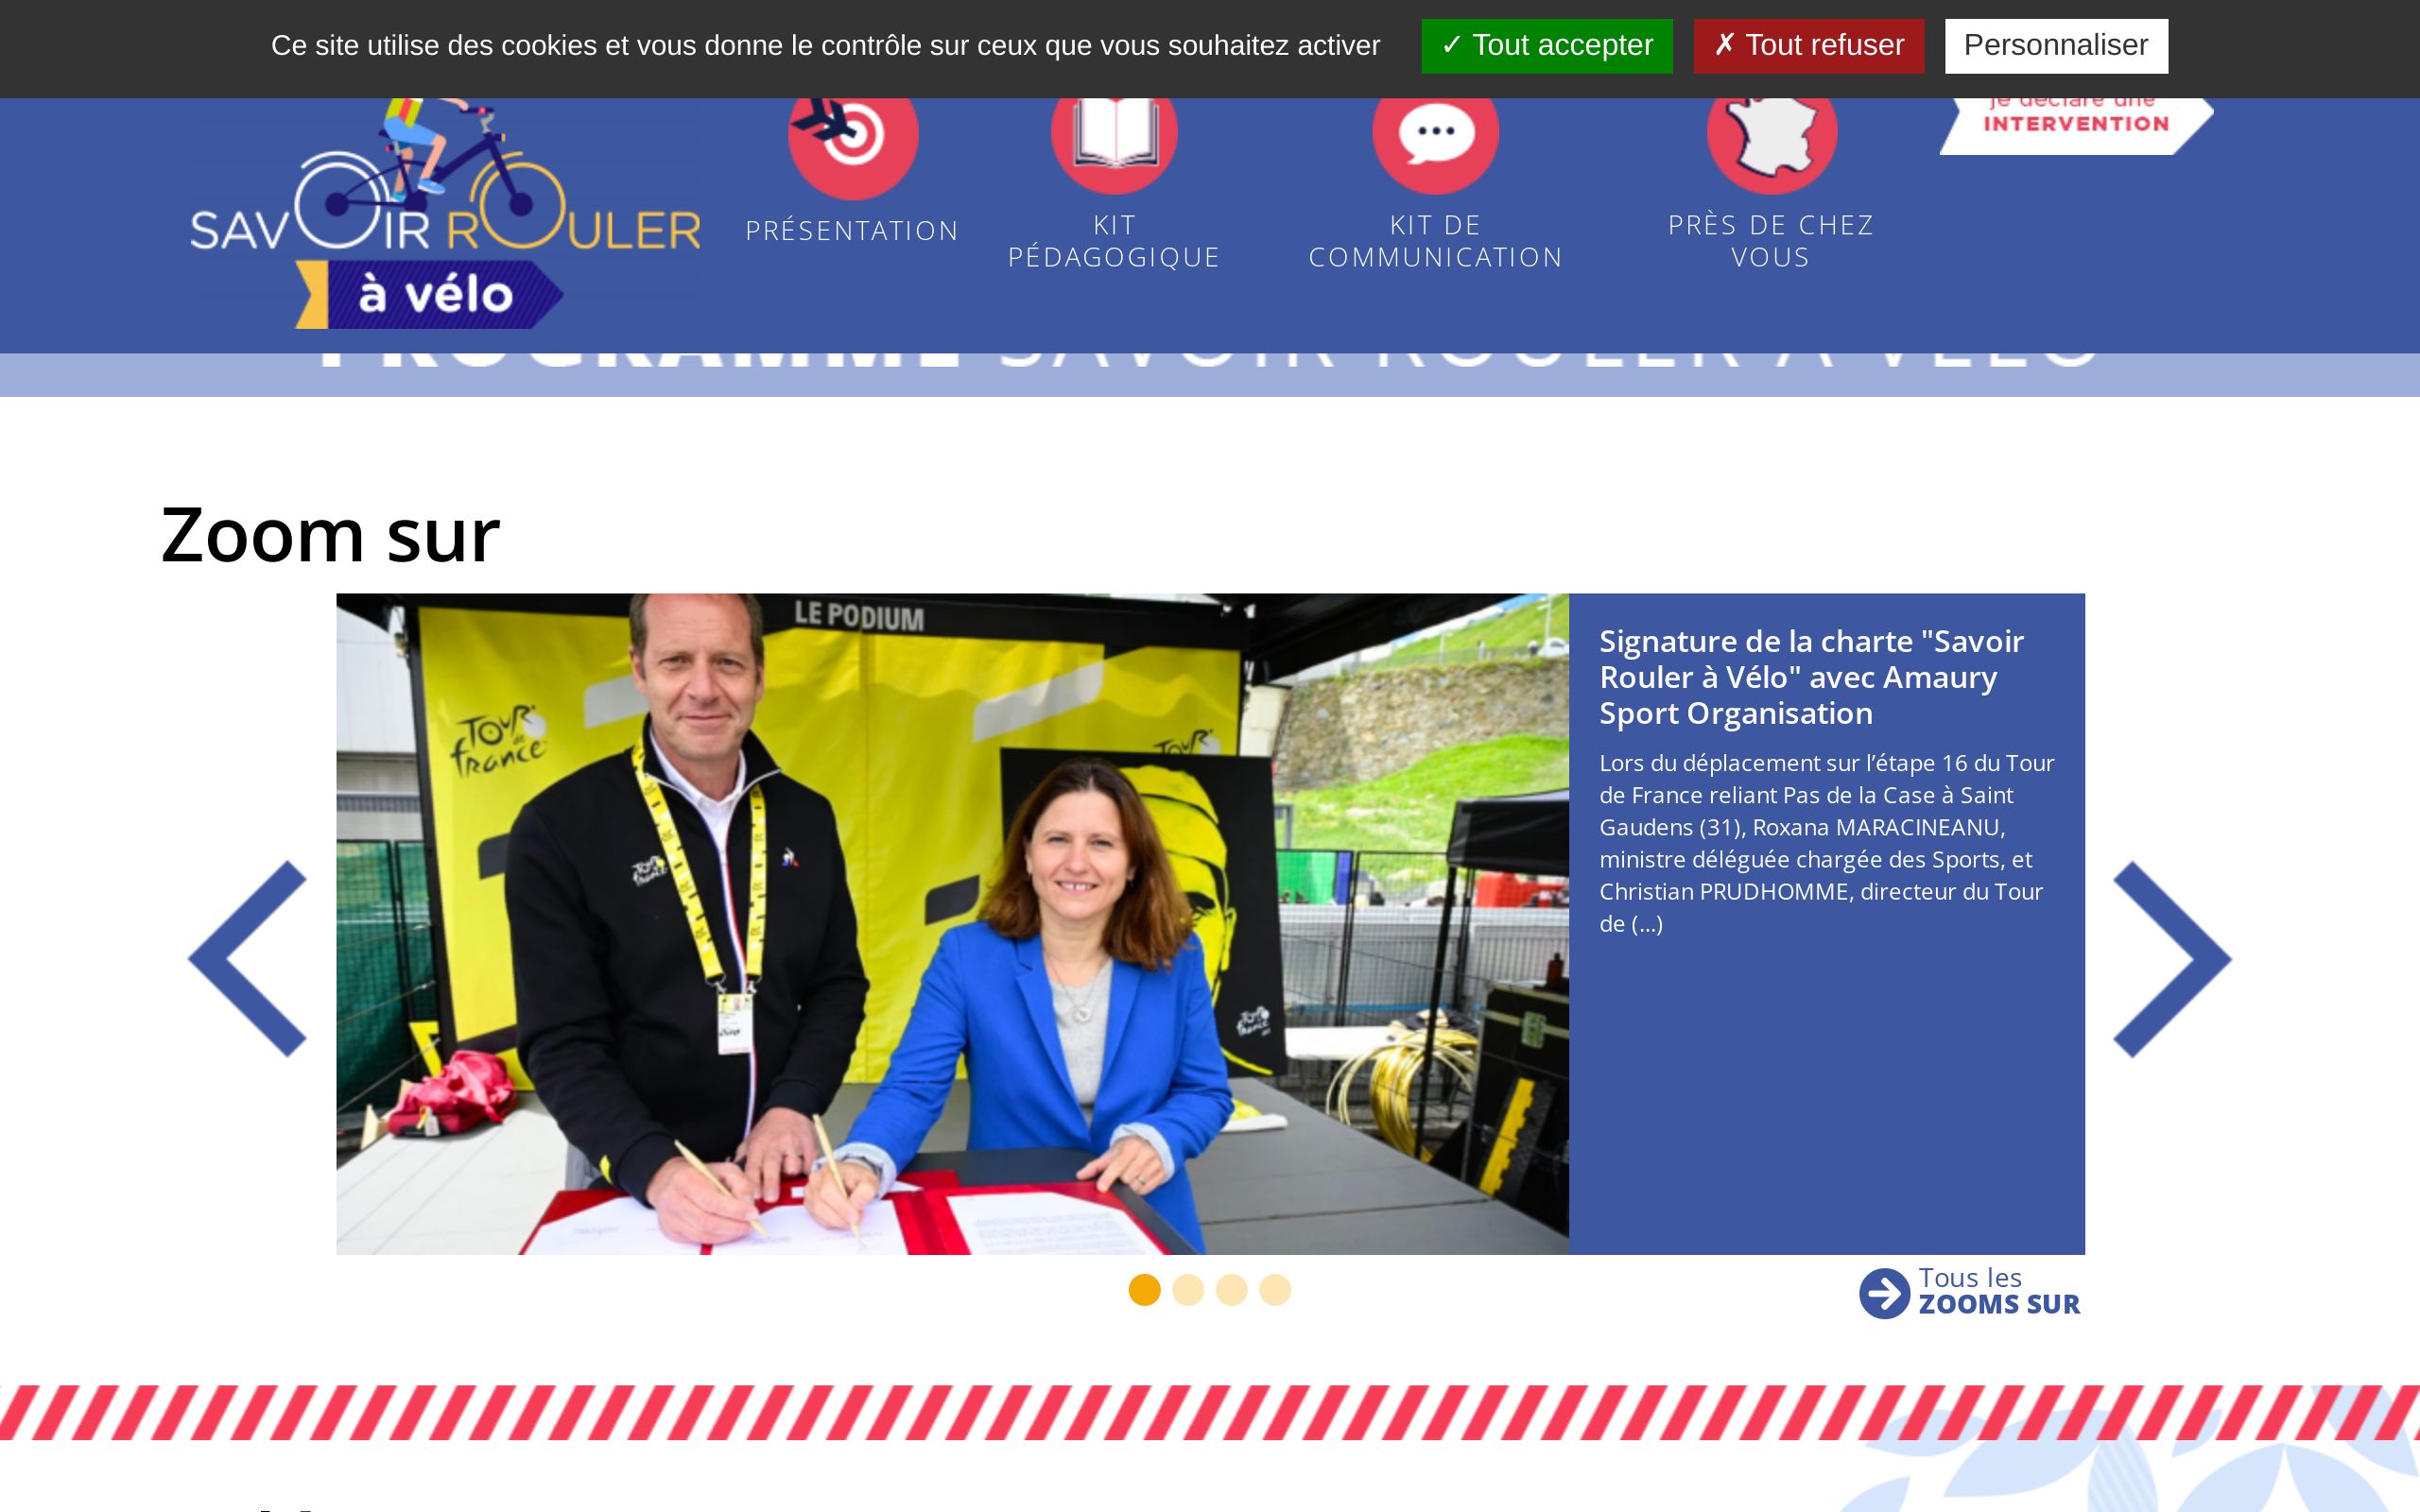 Ce site utilise des cookies et vous donne le contrôle sur ceux que vous souhaitez activer
✓ Tout accepter
✗ Tout refuser
Personnaliser
je déclare une
INTERVENTION
SAVOIR ROULER
à vélo
PRÉSENTATION
KIT
PÉDAGOGIQUE
KIT DE
COMMUNICATION
PRÈS DE CHEZ
VOUS
PROGRAMME SAVOIR ROULER À VÉLO
Zoom sur
LE PODIUM
TOUR de france
TOUR
Signature de la charte "Savoir
Rouler à Vélo" avec Amaury
Sport Organisation
Lors du déplacement sur l’étape 16 du Tour
de France reliant Pas de la Case à Saint
Gaudens (31), Roxana MARACINEANU,
ministre déléguée chargée des Sports, et
Christian PRUDHOMME, directeur du Tour
de (...)
Tous les
ZOOMS SUR